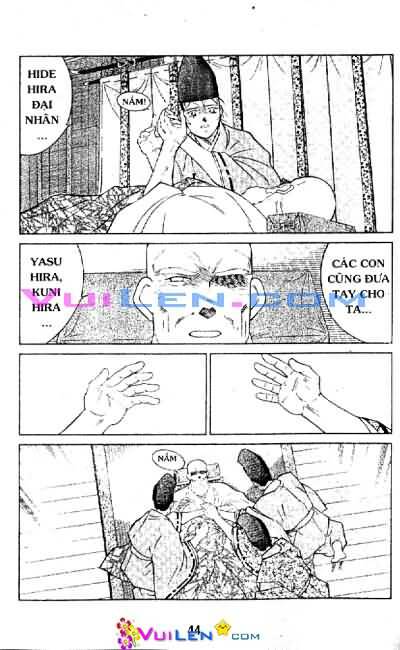 HIDE
HIRA
ĐẠI
NHÂN
...
NẮM!
YASU
HIRA,
KUNI
HIRA
...
CÁC CON
CŨNG ĐƯA
TAY CHO
TA...
VUILEN.COM
NẮM
44
VUILEN.COM